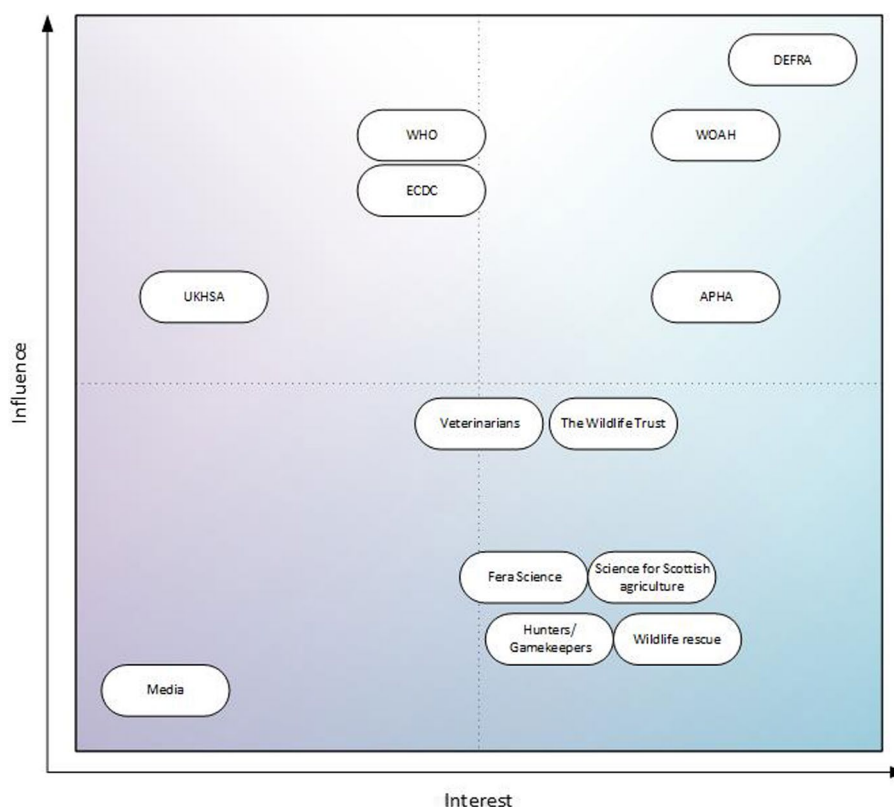 DEFRA
WHO
WOAH
ECDC
UKHSA
APHA
Influence
Veterinarians
The Wildlife Trust
Fera Science
Science for Scottish
agriculture
Hunters/
Gamekeepers
Wildlife rescue
Media
Interest